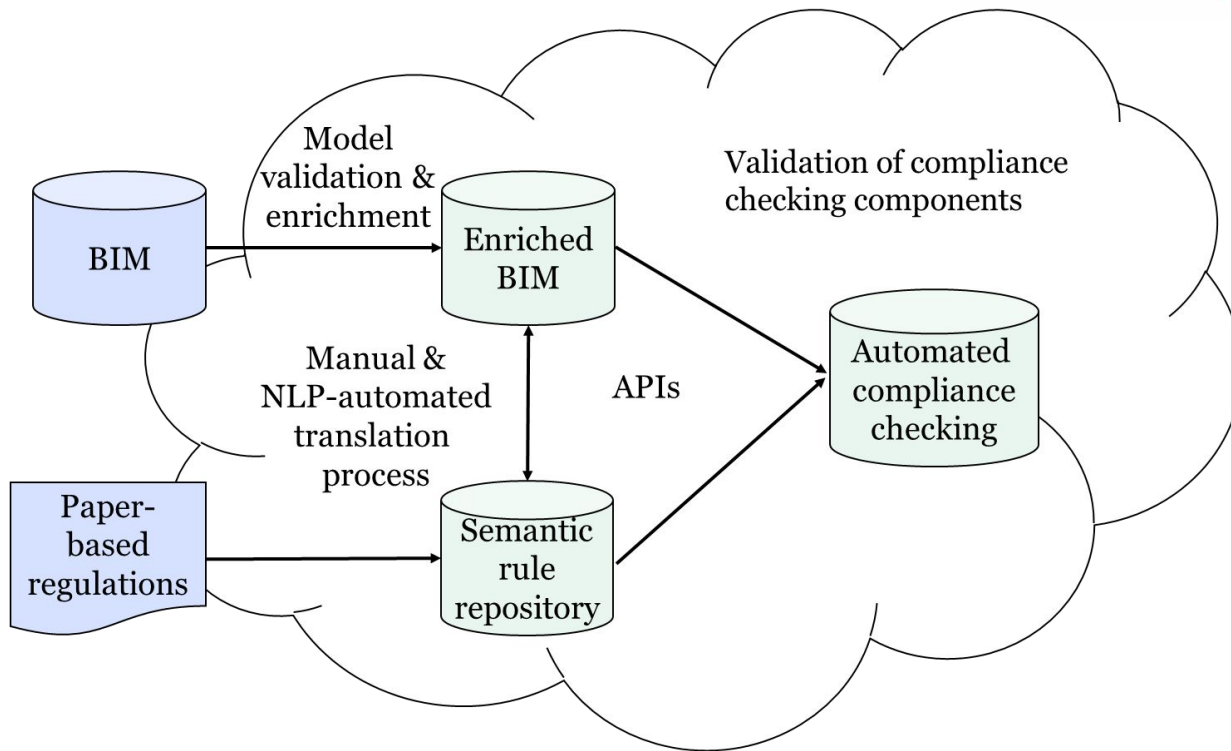 Model
validation &
enrichment
Validation of compliance
checking components
BIM
Enriched
BIM
Automated
compliance
checking
Manual &
NLP-automated
translation
process
APIs
Paper-
based
regulations
Semantic
rule
repository